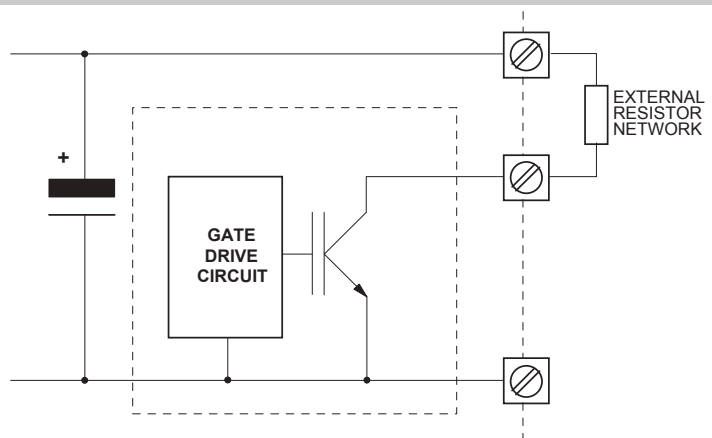 EXTERNAL
RESISTOR
NETWORK
+
GATE
DRIVE
CIRCUIT